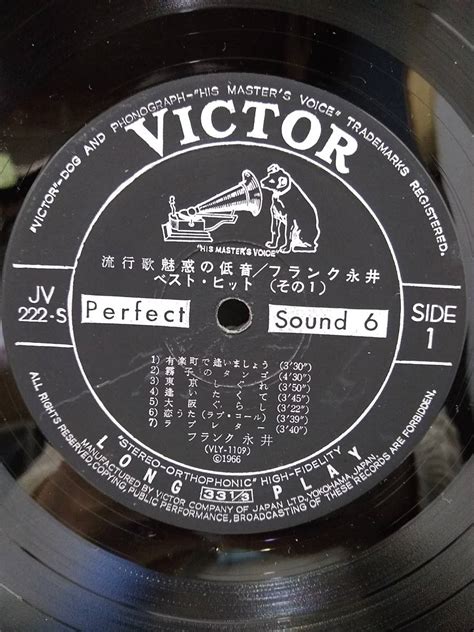 "VICTOR"-DOG AND PHONOGRAPH-"HIS MASTER'S VOICE" TRADEMARKS REGISTERED.
VICTOR
"HIS MASTER'S VOICE"
流行歌魅惑の低音/フランク永井
ベスト・ヒット (その1)
JV
222-S
Perfect
Sound 6
SIDE
1
1) 有楽町で逢いましょう (3'30")
2) 霧子のタンゴ (4'30")
3) 東京しぐれ (3'50")
4) 逢いたくて (3'45")
5) 大阪ぐらし (3'22")
6) 恋うた (ラブ・コール) (3'39")
7) ラブレター (3'40")
フランク永井
(VLY-1109)
©1966
"STEREO-ORTHOPHONIC" HIGH-FIDELITY
LONG 33 1/3 PLAY
MANUFACTURED BY VICTOR COMPANY OF JAPAN LTD., YOKOHAMA, JAPAN.
ALL RIGHTS RESERVED, COPYING, PUBLIC PERFORMANCE, BROADCASTING OF THESE RECORDS ARE FORBIDDEN.